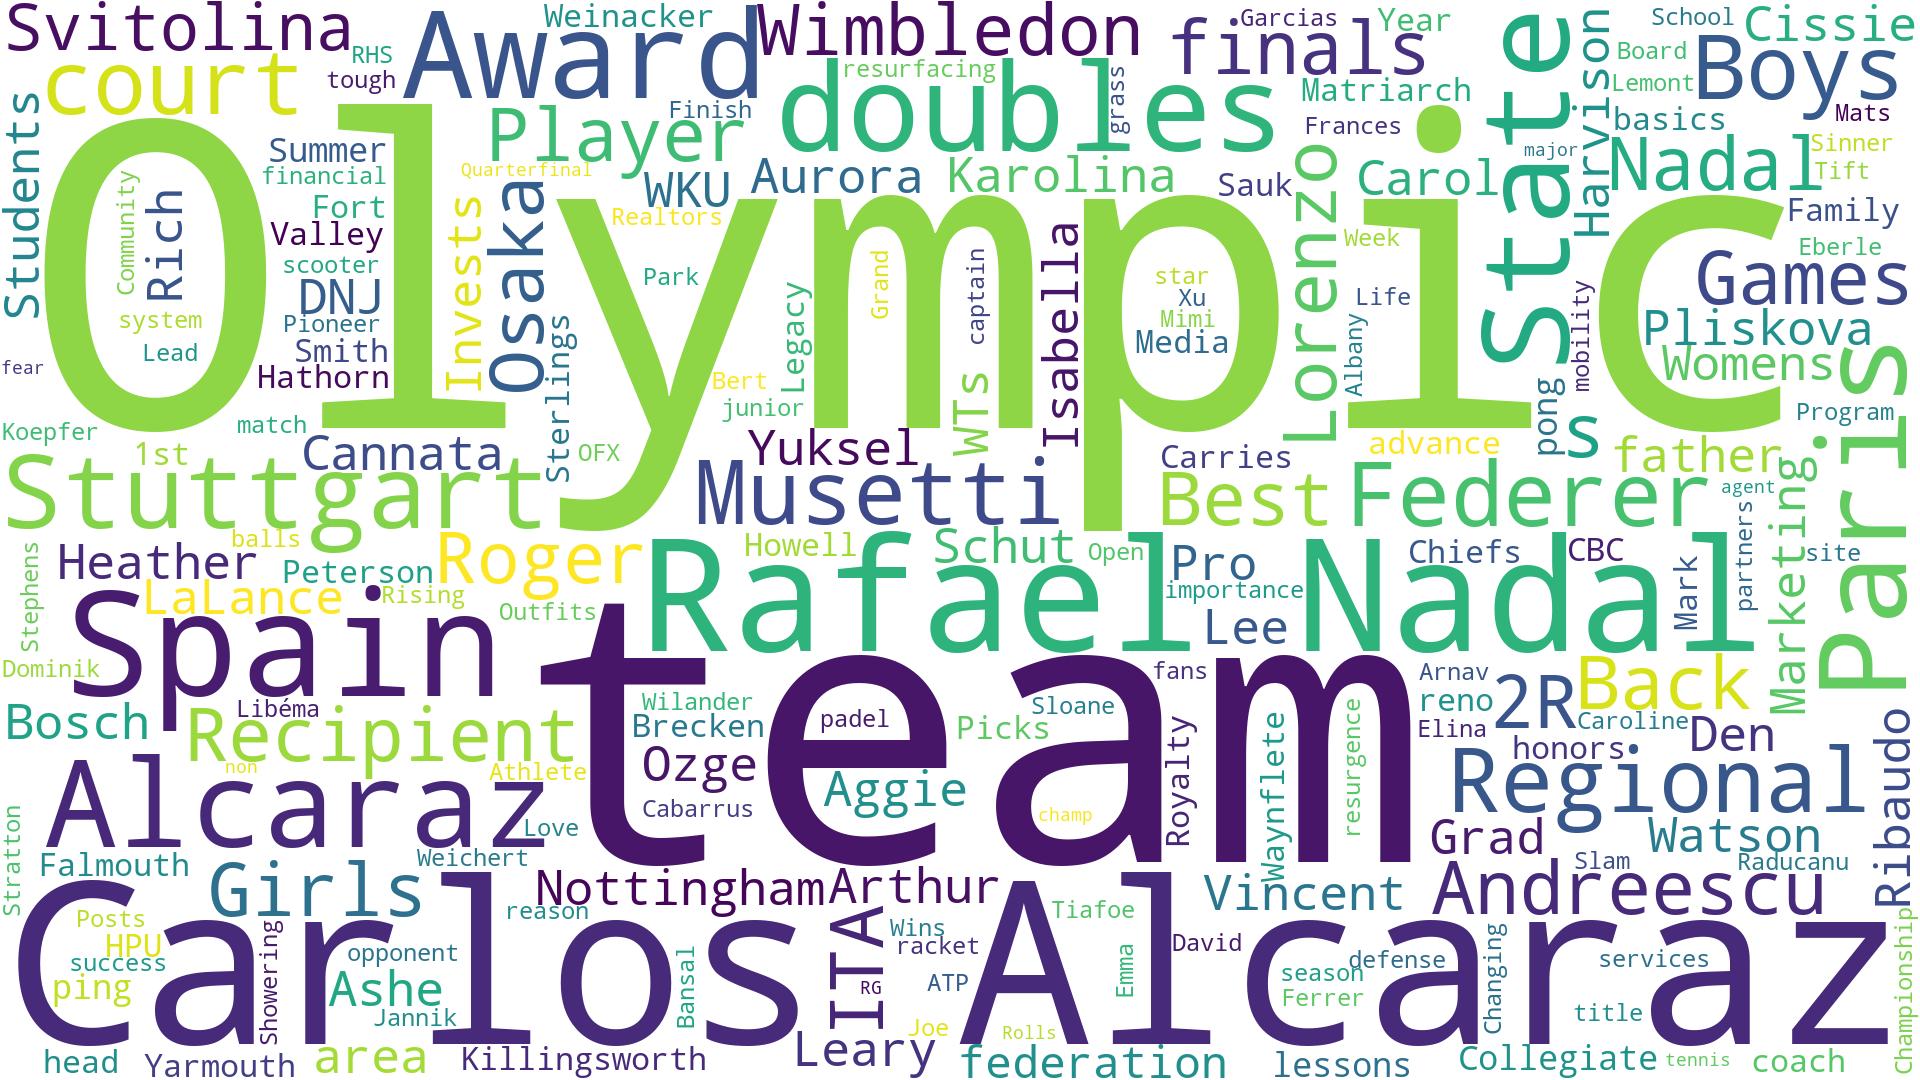 Svitolina
RHS
tough
Award
Weinacker
Wimbledon
finals
Garcias
Year
School
Cissie
court
resurfacing
doubles
grass
State
Harvison
Board
Boys
Students
Summer
financial
Fort
Valley
scooter
DNJ
Pioneer
Smith
Hathorn
Player
Finish
Quarterfinal
WKU
Aurora
Karolina
Sauk
Matriarch
Frances
Carol
major
Lemont
basics
Mats
Nadal
Sinner
Tift
Family
Eberle
Olympic
Community
Rich
system
Lead
fear
Invests
Osaka
Realtors
Park
Sterlings
Legacy
Grand
captain
Isabella
star
Xu
Mimi
Media
Lorenzo
Week
Life
Albany
mobility
Games
Pliskova
Womens
Paris
Program
Koepfer
match
1st
Cannata
Bert
junior
WTs
OFX
Yuksel
Carries
advance
pong
s
father
Stuttgart
Musetti
Best
Federer
Marketing
agent
balls
Heather
Peterson
Roger
Howell
Schut
Open
Pro
Chiefs
CBC
site
Stephens
LaLance
Rising
Outfits
Rafael Nadal
importance
Lee
Mark
partners
Spain
Dominik
team
fans
Arnav
reno
2R
Back
Bosch
Libéma
Recipient
Wilander
Brecken
padel
Picks
Sloane
Elina
Caroline
Den
honors
Alcaraz
non
Athlete
Ozge
Aggie
Royalty
Waynflete
resurgence
Regional
Ribaudo
Love
Cabarrus
champ
Grad
Watson
Stratton
Falmouth
Weichert
Slam
Raducanu
Girls
Nottingham
Arthur
Vincent
Andreescu
Carlos Alcaraz
Posts
HPU
success
ping
Showering
reason
opponent
Ashe
Jannik
Bansal
ITA
RG
Wins
racket
ATP
Tiafoe
Emma
David
season
Ferrer
defense
Changing
services
title
Championship
head
Yarmouth
area
Killingsworth
Leary
Joe
Rolls
federation
lessons
Collegiate
tennis
coach